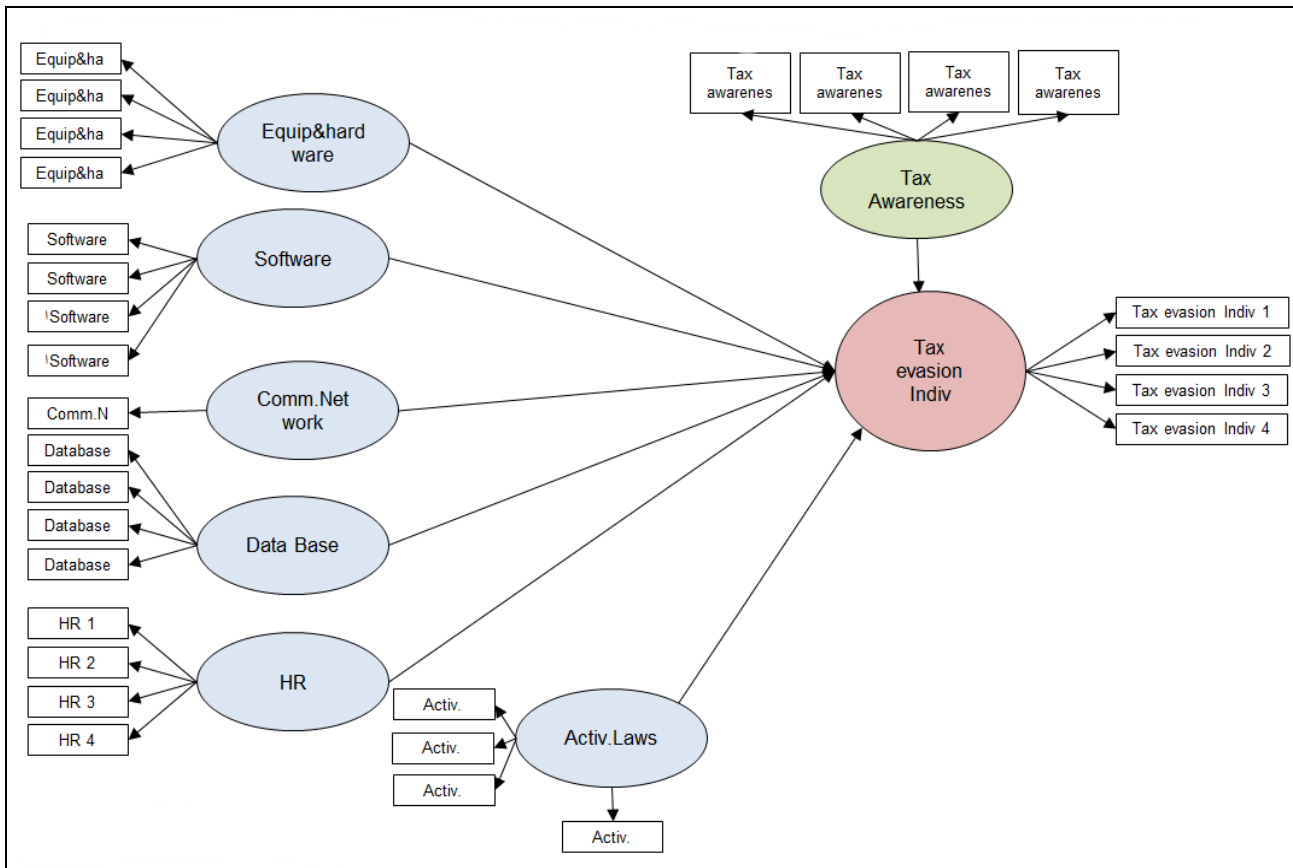 Equip&ha
Equip&ha
Equip&ha
Equip&ha
Equip&hard
ware
Software
Software
\Software
\Software
Software
Comm.N
Comm.Net
work
Database
Database
Database
Database
Data Base
HR 1
HR 2
HR 3
HR 4
HR
Activ.
Activ.
Activ.
Activ.
Activ.Laws
Tax
awarenes
Tax
awarenes
Tax
awarenes
Tax
awarenes
Tax
Awareness
Tax
evasion
Indiv
Tax evasion Indiv 1
Tax evasion Indiv 2
Tax evasion Indiv 3
Tax evasion Indiv 4